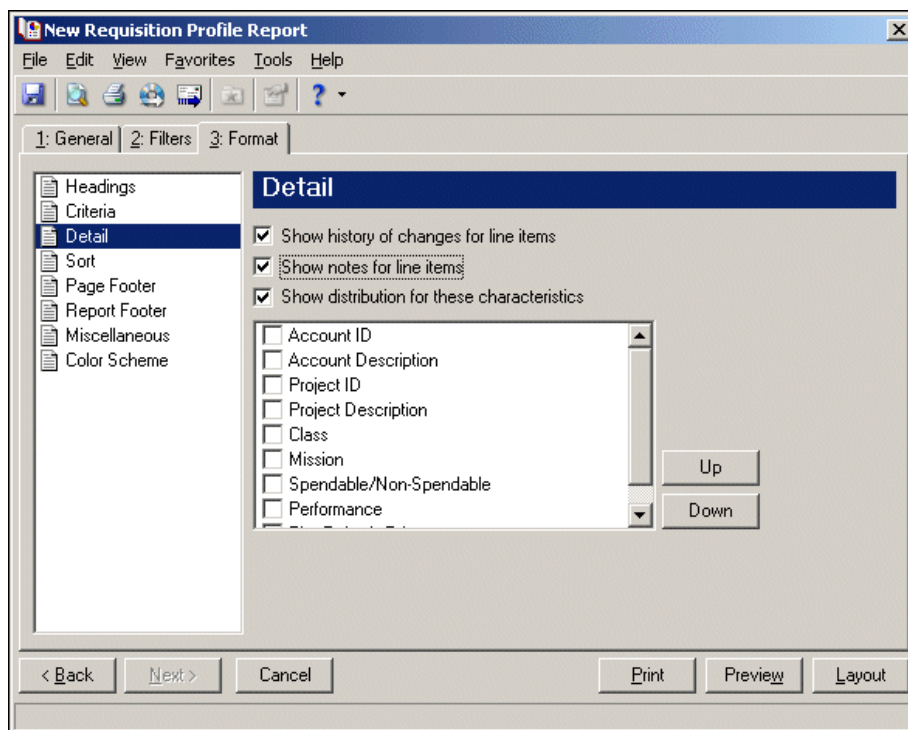 New Requisition Profile Report
File Edit View Favorites Tools Help
1: General 2: Filters 3: Format
Headings
Criteria
Detail
Sort
Page Footer
Report Footer
Miscellaneous
Color Scheme
Detail
Show history of changes for line items
Show notes for line items
Show distribution for these characteristics
Account ID
Account Description
Project ID
Project Description
Class
Mission
Spendable/Non-Spendable
Performance
Up
Down
< Back Next > Cancel Print Preview Layout